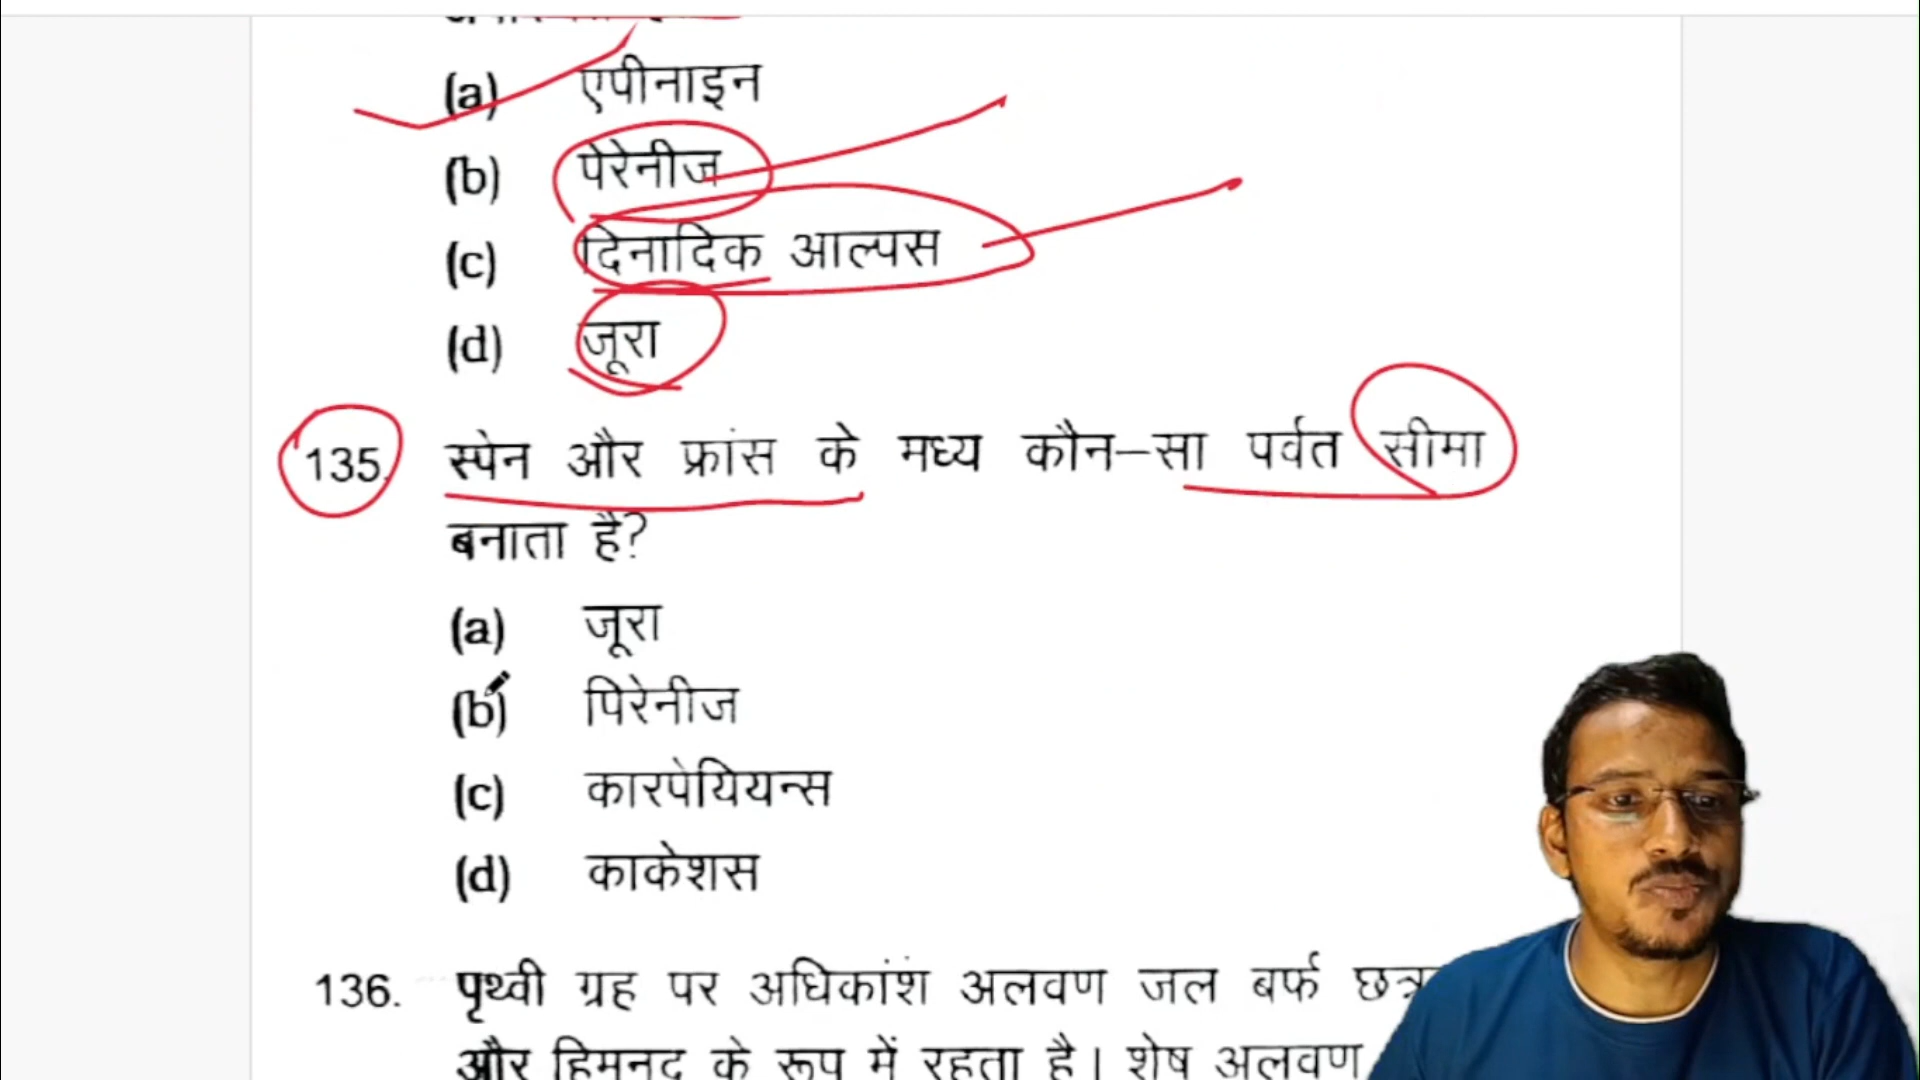 (a) एपीनाइन
(b) पेरेनीज
(c) दिनादिक आल्पस
(d) जूरा
135. स्पेन और फ्रांस के मध्य कौन–सा पर्वत सीमा
बनाता है?
(a) जूरा
(b) पिरेनीज
(c) कारपेयियन्स
(d) काकेशस
136. पृथ्वी ग्रह पर अधिकांश अलवण जल बर्फ
और हिमनद के रूप में रहता है। शेष अलवण